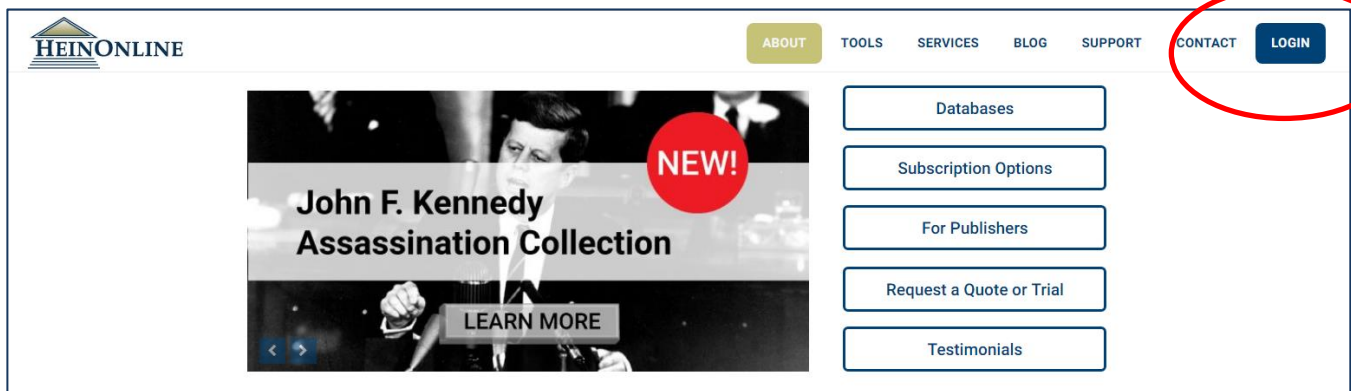 HEINONLINE
ABOUT TOOLS SERVICES BLOG SUPPORT CONTACT LOGIN
NEW!
John F. Kennedy
Assassination Collection
LEARN MORE
Databases
Subscription Options
For Publishers
Request a Quote or Trial
Testimonials